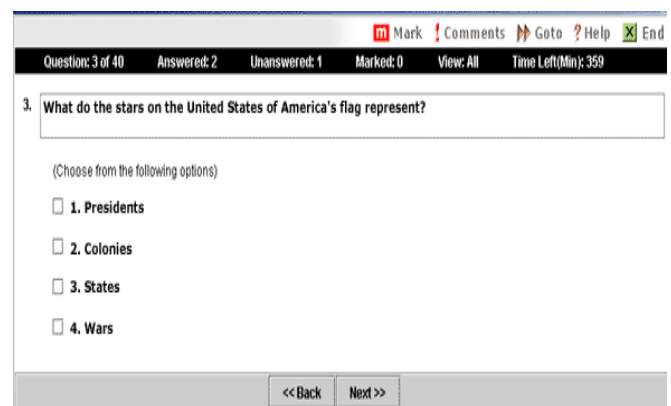 m Mark ! Comments Goto ? Help X End
Question: 3 of 40 Answered: 2 Unanswered: 1 Marked: 0 View: All Time Left(Min): 359
3. What do the stars on the United States of America's flag represent?
(Choose from the following options)
1. Presidents
2. Colonies
3. States
4. Wars
<< Back Next >>